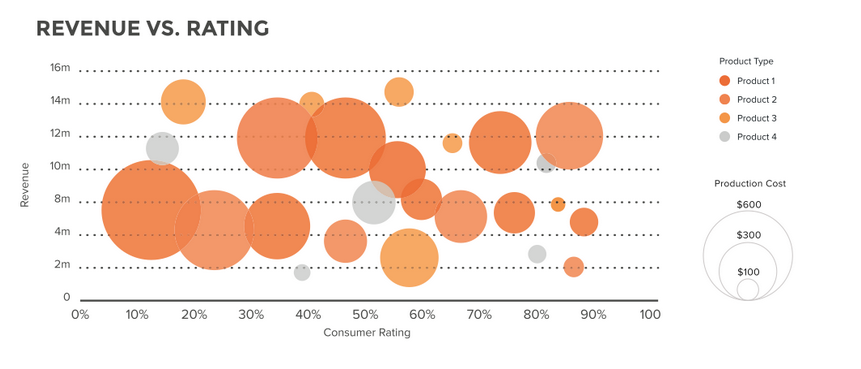 REVENUE VS. RATING
16m
14m
12m
10m
8m
4m
2m
0
Revenue
0% 10% 20% 30% 40% 50% 60% 70% 80% 90% 100
Consumer Rating
Product Type
Product 1
Product 2
Product 3
Product 4
Production Cost
$600
$300
$100